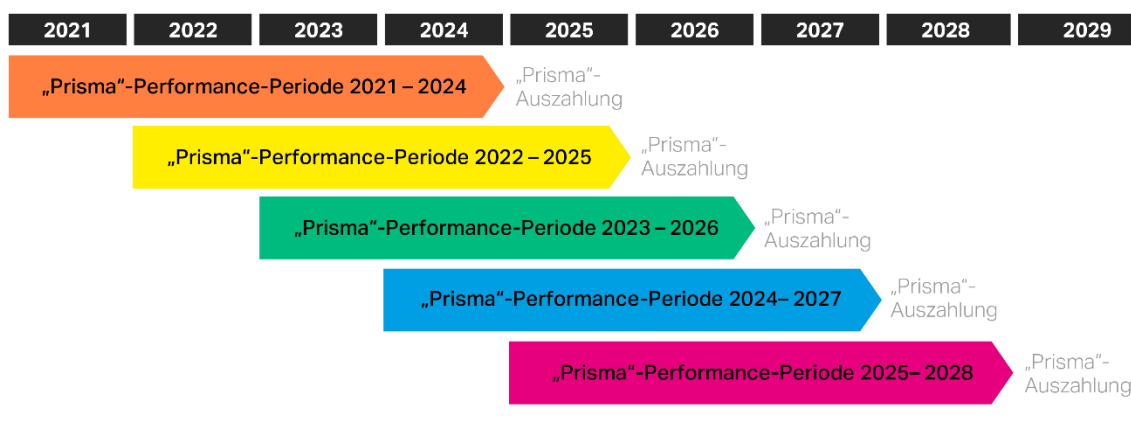 2021 2022 2023 2024 2025 2026 2027 2028 2029
„Prisma“-Performance-Periode 2021 – 2024
„Prisma“-
Auszahlung
„Prisma“-Performance-Periode 2022 – 2025
„Prisma“-
Auszahlung
„Prisma“-Performance-Periode 2023 – 2026
„Prisma“-
Auszahlung
„Prisma“-Performance-Periode 2024– 2027
„Prisma“-
Auszahlung
„Prisma“-Performance-Periode 2025– 2028
„Prisma“-
Auszahlung